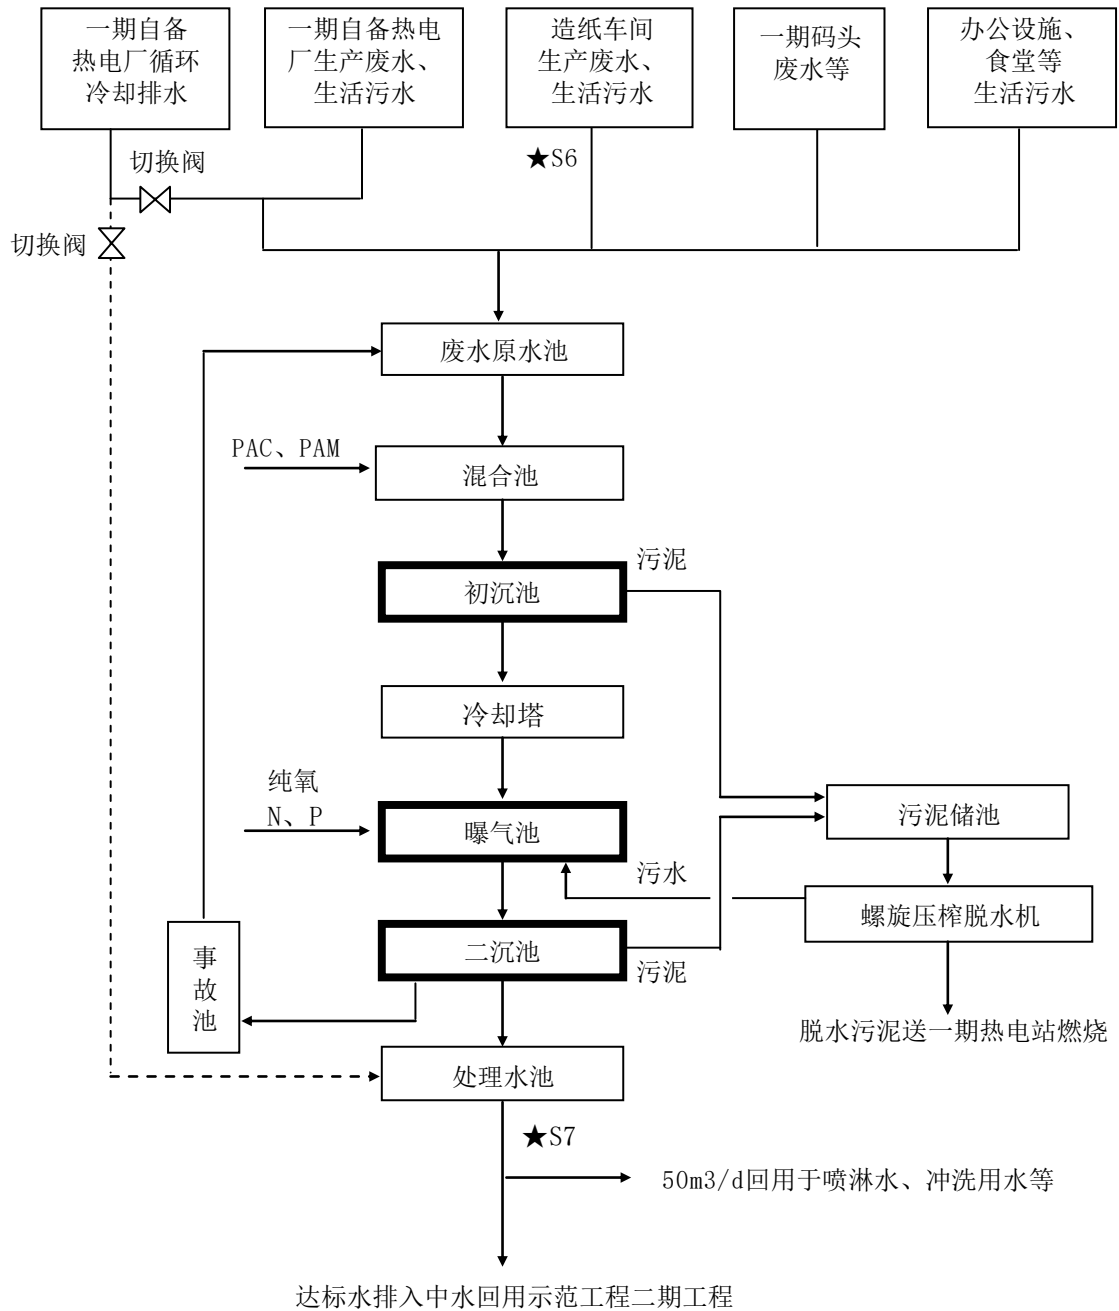 一期自备
热电厂循环
冷却排水
一期自备热电
厂生产废水、
生活污水
造纸车间
生产废水、
生活污水
一期码头
废水等
办公设施、
食堂等
生活污水
切换阀
★S6
切换阀
废水原水池
PAC、PAM
混合池
污泥
初沉池
冷却塔
纯氧
N、P
曝气池
污泥储池
污水
螺旋压榨脱水机
二沉池
污泥
事
故
池
脱水污泥送一期热电站燃烧
处理水池
★S7
50m3/d回用于喷淋水、冲洗用水等
达标水排入中水回用示范工程二期工程